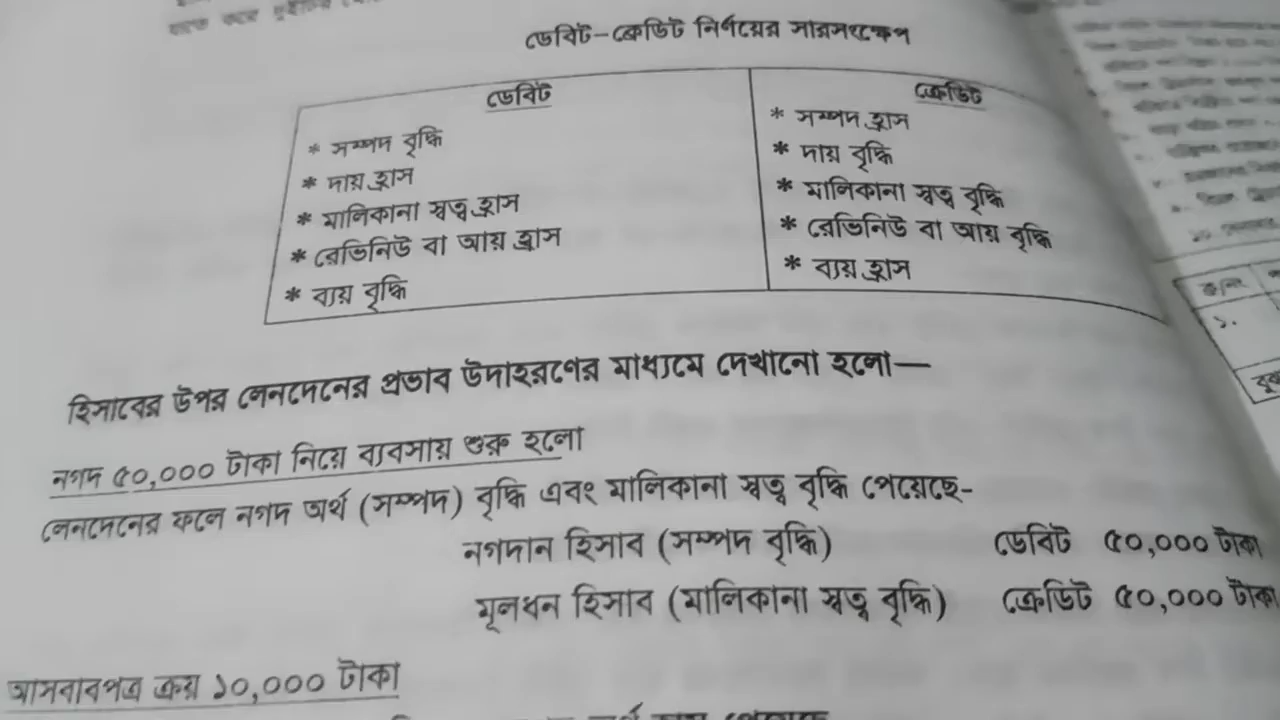 ডেবিট-ক্রেডিট নির্ণয়ের সারসংক্ষেপ
ডেবিট
* সম্পদ বৃদ্ধি
* দায় হ্রাস
* মালিকানা স্বত্ব হ্রাস
* রেভিনিউ বা আয় হ্রাস
* ব্যয় বৃদ্ধি
ক্রেডিট
* সম্পদ হ্রাস
* দায় বৃদ্ধি
* মালিকানা স্বত্ব বৃদ্ধি
* রেভিনিউ বা আয় বৃদ্ধি
* ব্যয় হ্রাস
হিসাবের উপর লেনদেনের প্রভাব উদাহরণের মাধ্যমে দেখানো হলো—
নগদ ৫০,০০০ টাকা নিয়ে ব্যবসায় শুরু হলো
লেনদেনের ফলে নগদ অর্থ (সম্পদ) বৃদ্ধি এবং মালিকানা স্বত্ব বৃদ্ধি পেয়েছে-
নগদান হিসাব (সম্পদ বৃদ্ধি) ডেবিট ৫০,০০০ টাকা
মূলধন হিসাব (মালিকানা স্বত্ব বৃদ্ধি) ক্রেডিট ৫০,০০০ টাকা
আসবাবপত্র ক্রয় ১০,০০০ টাকা